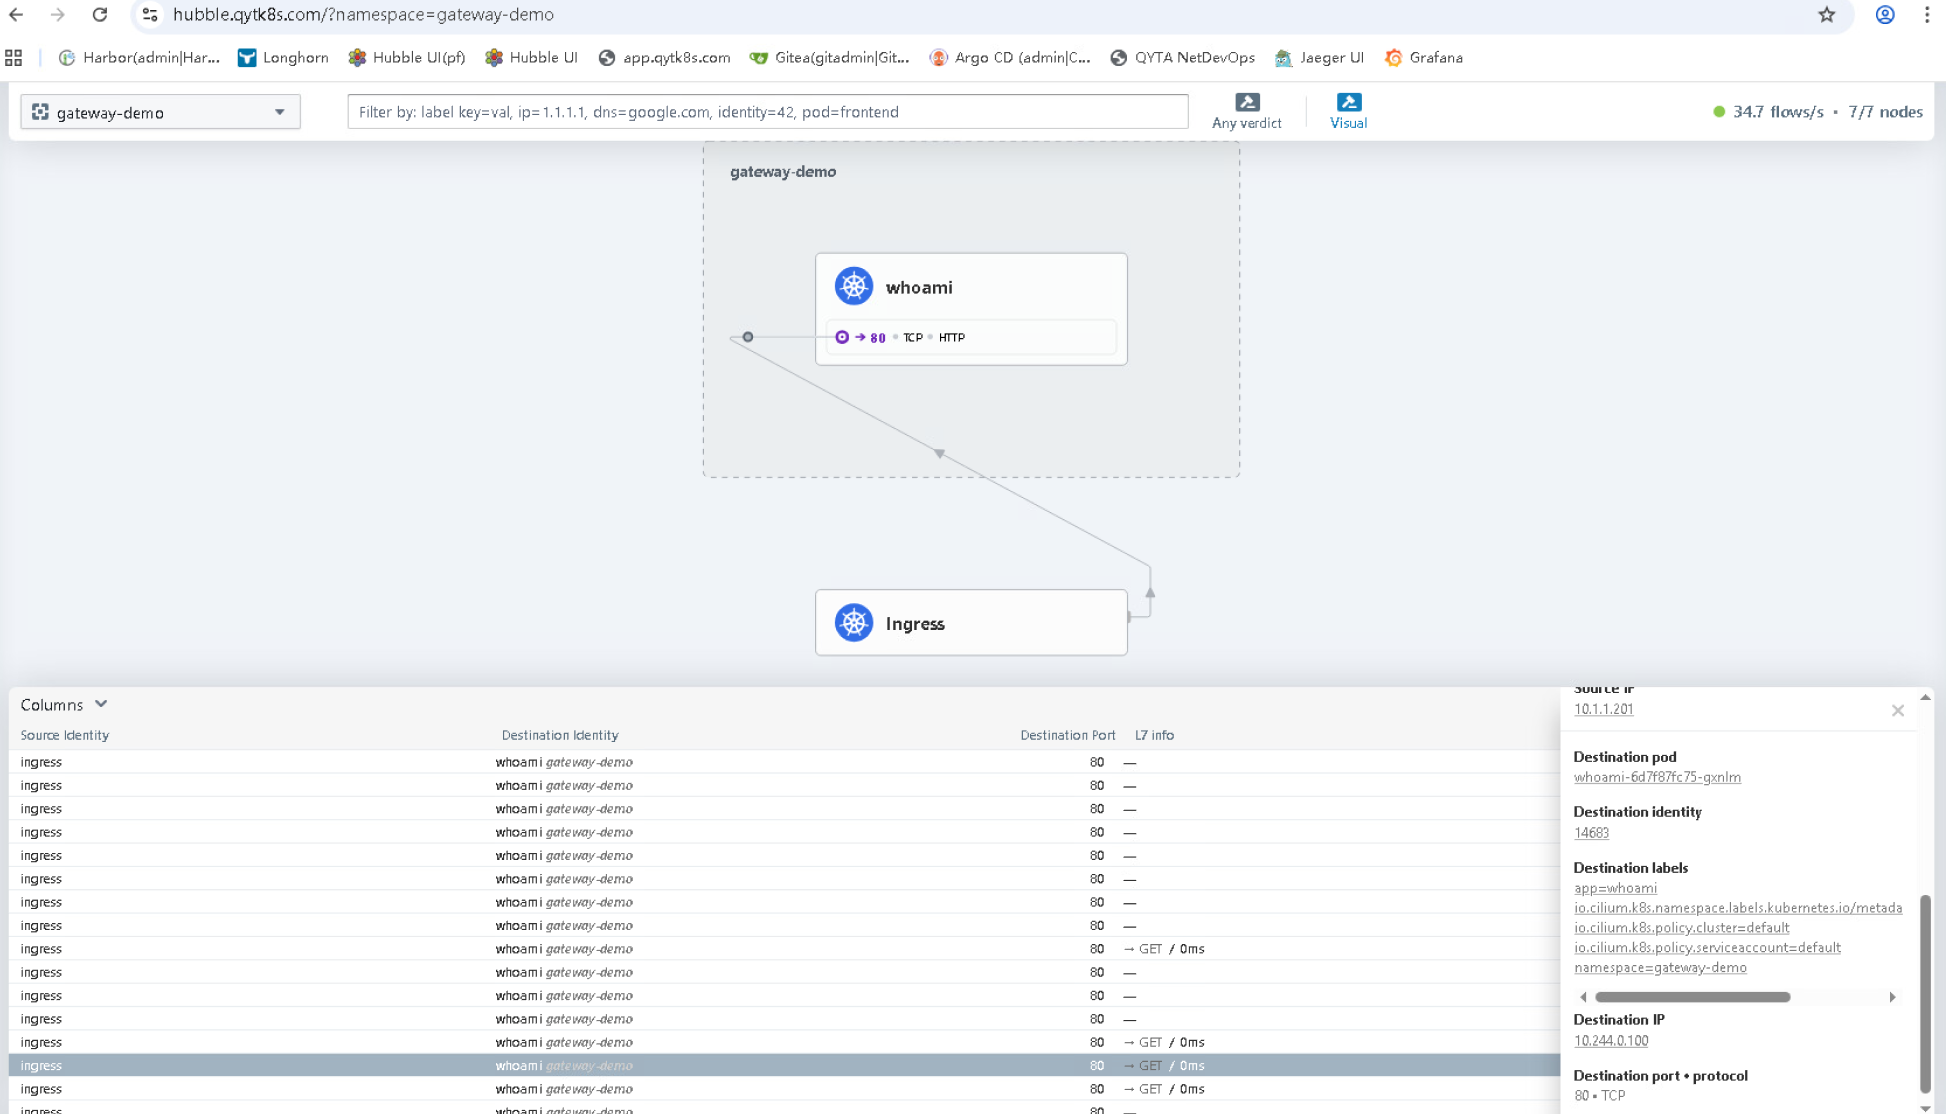 hubble.qytk8s.com/?namespace=gateway-demo
Harbor(admin|Har... Longhorn Hubble UI(pf) Hubble UI app.qytk8s.com Gitea(gitadmin|Git... Argo CD (admin|C... QYTA NetDevOps Jaeger UI Grafana
gateway-demo
Filter by: label key=val, ip=1.1.1.1, dns=google.com, identity=42, pod=frontend
Any verdict
Visual
34.7 flows/s • 7/7 nodes
gateway-demo
whoami
→ 80 • TCP • HTTP
Ingress
Columns
Source Identity Destination Identity Destination Port L7 info
ingress whoami gateway-demo 80 —
ingress whoami gateway-demo 80 —
ingress whoami gateway-demo 80 —
ingress whoami gateway-demo 80 —
ingress whoami gateway-demo 80 —
ingress whoami gateway-demo 80 —
ingress whoami gateway-demo 80 —
ingress whoami gateway-demo 80 —
ingress whoami gateway-demo 80 → GET / 0ms
ingress whoami gateway-demo 80 —
ingress whoami gateway-demo 80 —
ingress whoami gateway-demo 80 —
ingress whoami gateway-demo 80 → GET / 0ms
ingress whoami gateway-demo 80 → GET / 0ms
ingress whoami gateway-demo 80 → GET / 0ms
ingress whoami gateway-demo 80 —
Source IP
10.1.1.201
Destination pod
whoami-6d7f87fc75-gxnlm
Destination identity
14683
Destination labels
app=whoami
io.cilium.k8s.namespace.labels.kubernetes.io/metada
io.cilium.k8s.policy.cluster=default
io.cilium.k8s.policy.serviceaccount=default
namespace=gateway-demo
Destination IP
10.244.0.100
Destination port • protocol
80 • TCP